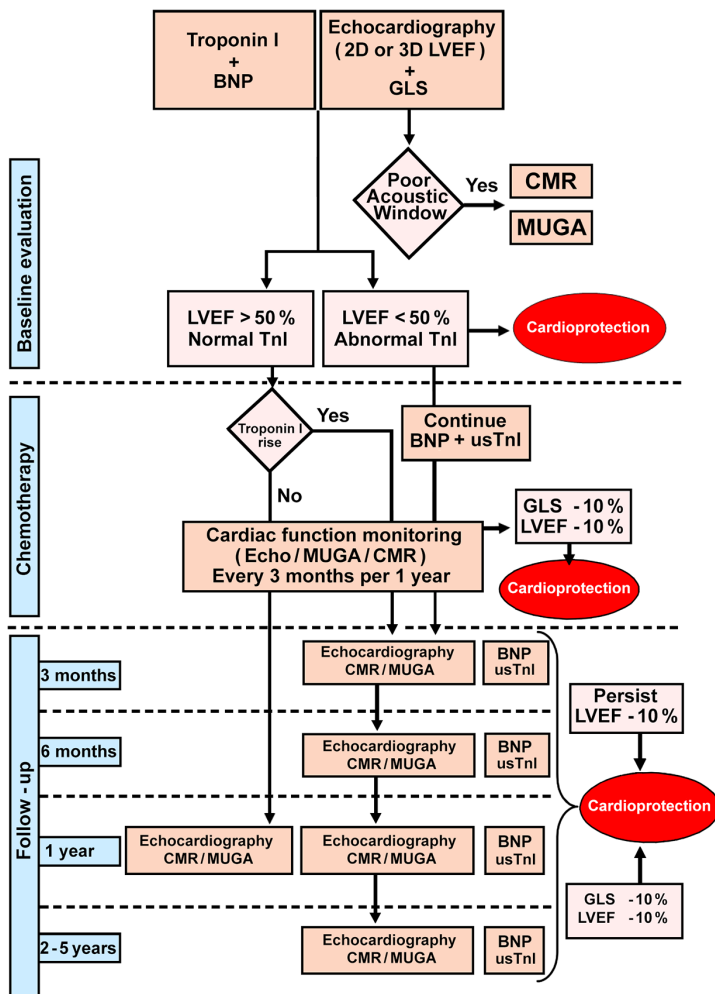 Troponin I
+
BNP
Echocardiography
(2D or 3D LVEF)
+
GLS
Poor
Acoustic
Window
Yes
CMR
MUGA
Baseline evaluation
LVEF > 50%
Normal TnI
LVEF < 50%
Abnormal TnI
Cardioprotection
Chemotherapy
Troponin I
rise
Yes
No
Continue
BNP + usTnI
Cardiac function monitoring
(Echo/MUGA/CMR)
Every 3 months per 1 year
GLS -10%
LVEF -10%
Cardioprotection
Follow-up
3 months
Echocardiography
CMR/MUGA
BNP
usTnI
6 months
Echocardiography
CMR/MUGA
BNP
usTnI
1 year
Echocardiography
CMR/MUGA
Echocardiography
CMR/MUGA
BNP
usTnI
2-5 years
Echocardiography
CMR/MUGA
BNP
usTnI
Persist
LVEF -10%
Cardioprotection
GLS -10%
LVEF -10%